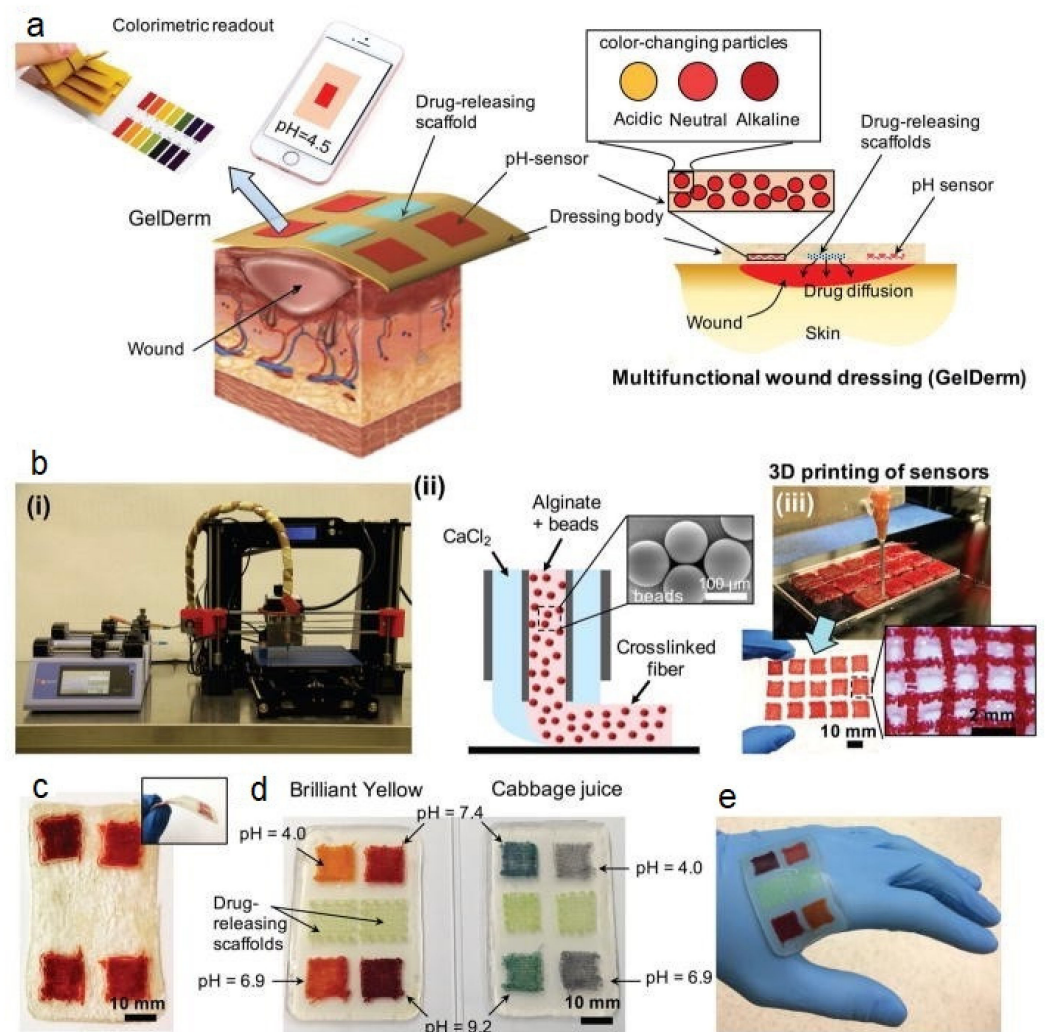 a
Colorimetric readout
pH=4.5
Drug-releasing
scaffold
pH-sensor
GelDerm
Dressing body
Wound
color-changing particles
Acidic Neutral Alkaline
Drug-releasing
scaffolds
pH sensor
Drug diffusion
Wound
Skin
Multifunctional wound dressing (GelDerm)
b
(i)
(ii)
Alginate
+ beads
CaCl2
100 µm
beads
Crosslinked
fiber
3D printing of sensors
(iii)
10 mm
2 mm
c
10 mm
d
Brilliant Yellow
Cabbage juice
pH = 4.0
pH = 7.4
pH = 4.0
Drug-
releasing
scaffolds
pH = 6.9
pH = 9.2
pH = 6.9
10 mm
10 mm
e